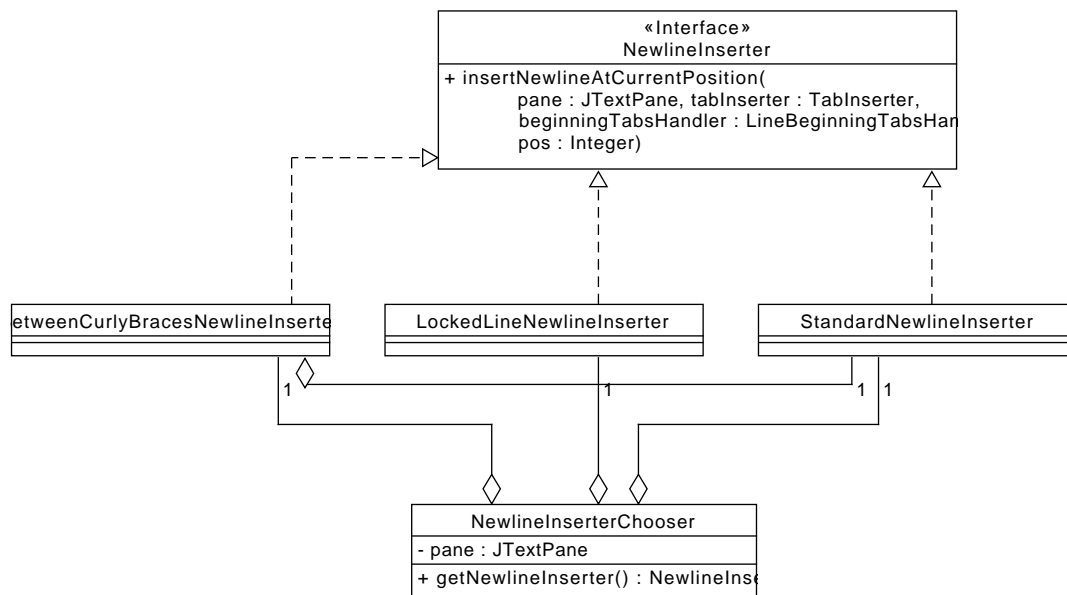 «Interface»
NewlineInserter
+ insertNewlineAtCurrentPosition(
pane : JTextPane, tabInserter : TabInserter,
beginningTabsHandler : LineBeginningTabsHan
pos : Integer)
etweenCurlyBracesNewlineInserte
LockedLineNewlineInserter
StandardNewlineInserter
1 1 1 1
NewlineInserterChooser
- pane : JTextPane
+ getNewlineInserter() : NewlineInse